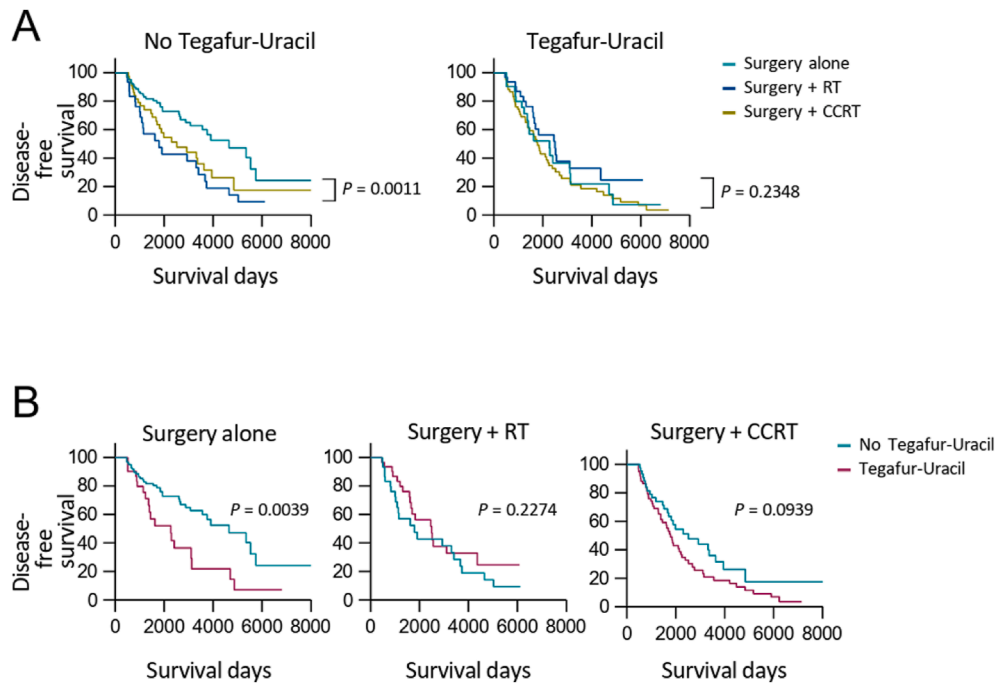 A
No Tegafur-Uracil
Tegafur-Uracil
Surgery alone
Surgery + RT
Surgery + CCRT
Disease-
free
survival
100
80
60
40
20
0
0 2000 4000 6000 8000
Survival days
P = 0.0011
100
80
60
40
20
0
0 2000 4000 6000 8000
Survival days
P = 0.2348
B
Surgery alone
Surgery + RT
Surgery + CCRT
No Tegafur-Uracil
Tegafur-Uracil
Disease-
free
survival
100
80
60
40
20
0
0 2000 4000 6000 8000
Survival days
P = 0.0039
100
80
60
40
20
0
0 2000 4000 6000 8000
Survival days
P = 0.2274
100
80
60
40
20
0
0 2000 4000 6000 8000
Survival days
P = 0.0939